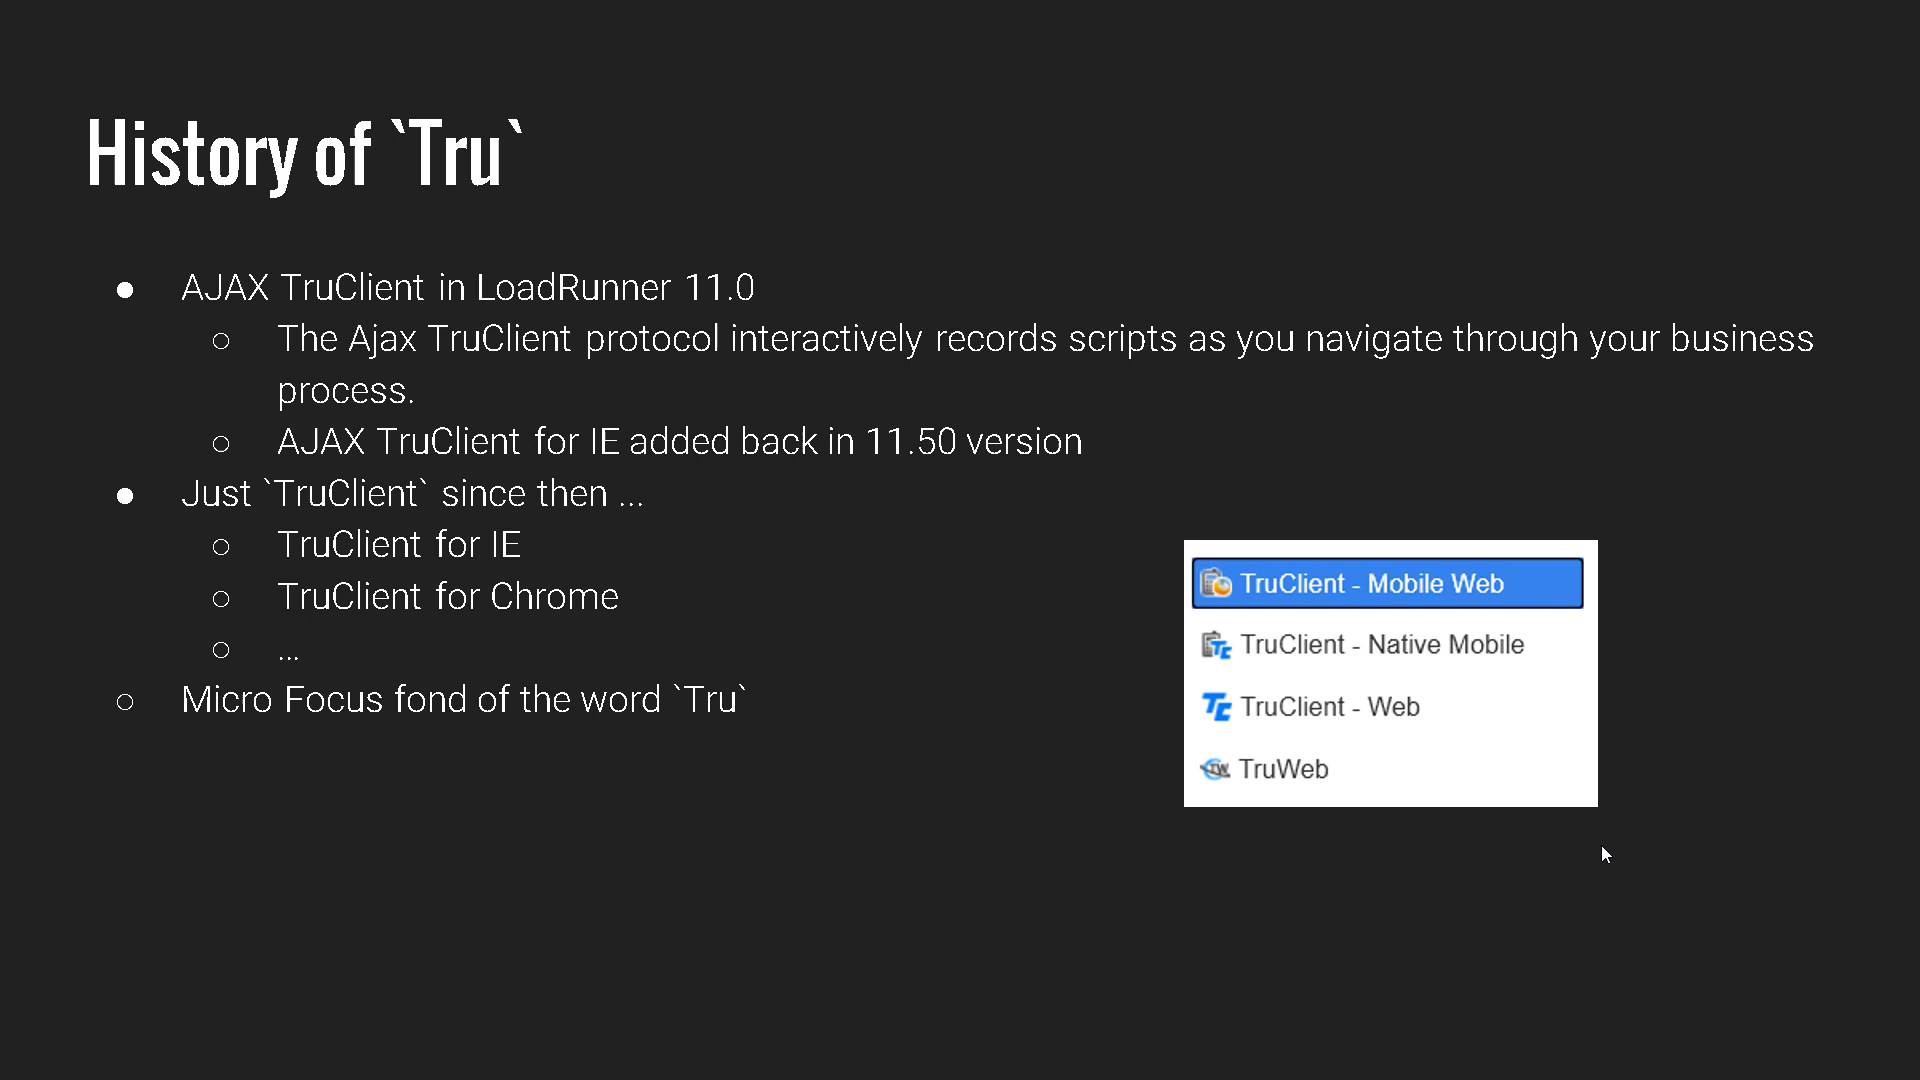 History of `Tru`
● AJAX TruClient in LoadRunner 11.0
○ The Ajax TruClient protocol interactively records scripts as you navigate through your business
process.
○ AJAX TruClient for IE added back in 11.50 version
● Just `TruClient` since then ...
○ TruClient for IE
○ TruClient for Chrome
○ ...
○ Micro Focus fond of the word `Tru`
TruClient - Mobile Web
TC TruClient - Native Mobile
TC TruClient - Web
TW TruWeb